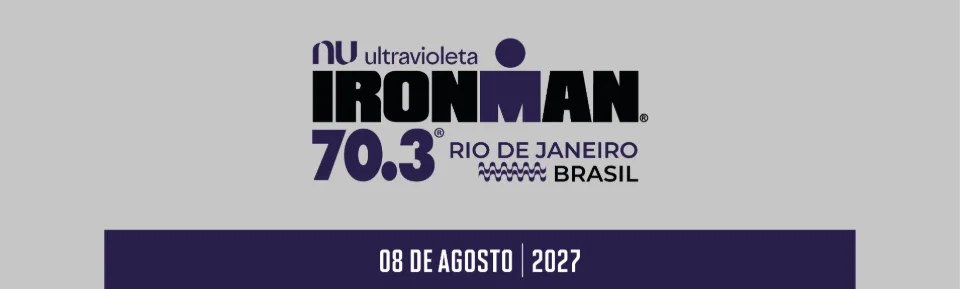 nu ultravioleta
IRONMAN®
70.3® RIO DE JANEIRO
BRASIL
08 DE AGOSTO | 2027